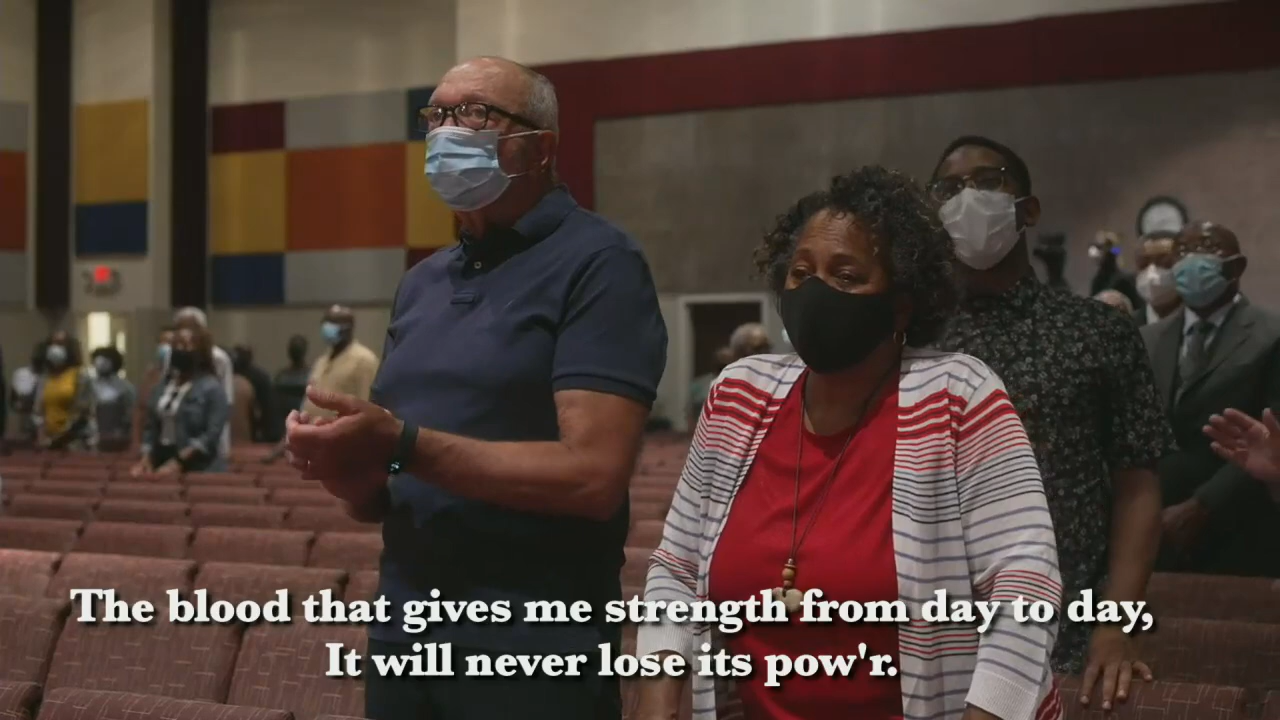 The blood that gives me strength from day to day,
It will never lose its pow'r.